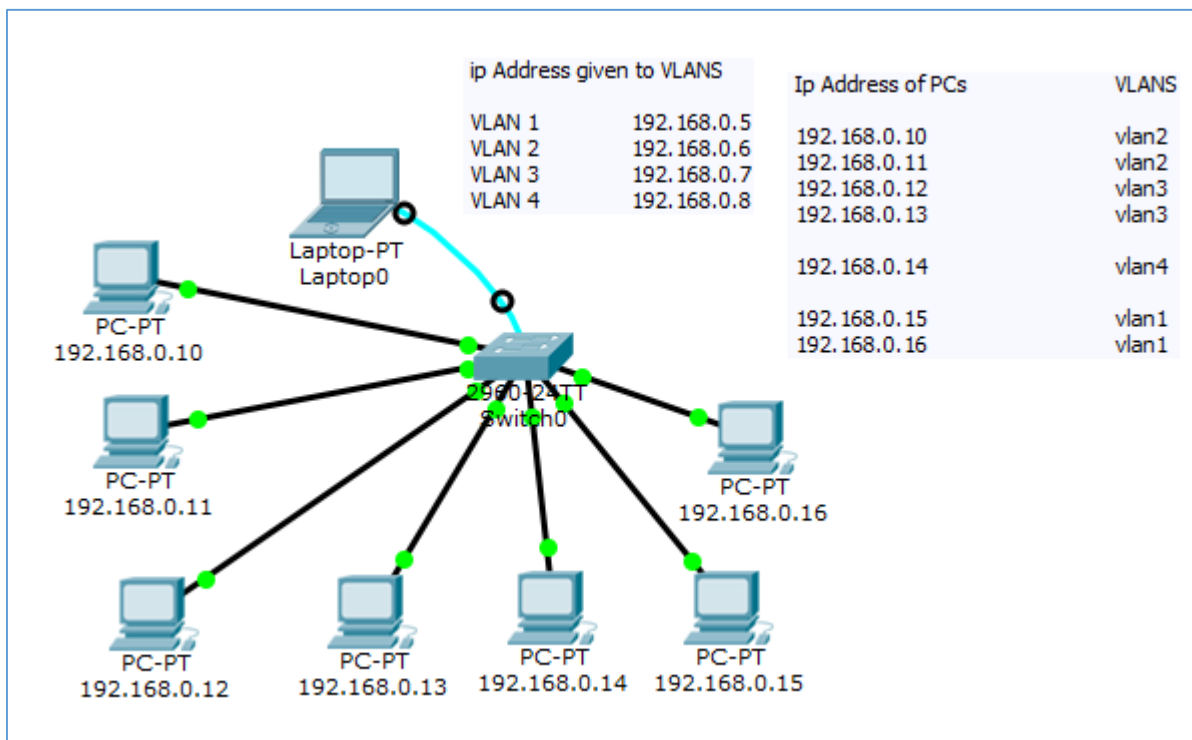 ip Address given to VLANS
VLAN 1 192.168.0.5
VLAN 2 192.168.0.6
VLAN 3 192.168.0.7
VLAN 4 192.168.0.8
Ip Address of PCs VLANS
192.168.0.10 vlan2
192.168.0.11 vlan2
192.168.0.12 vlan3
192.168.0.13 vlan3
192.168.0.14 vlan4
192.168.0.15 vlan1
192.168.0.16 vlan1
Laptop-PT
Laptop0
PC-PT
192.168.0.10
2960-24TT
Switch0
PC-PT
192.168.0.11
PC-PT
192.168.0.16
PC-PT
192.168.0.12
PC-PT
192.168.0.13
PC-PT
192.168.0.14
PC-PT
192.168.0.15